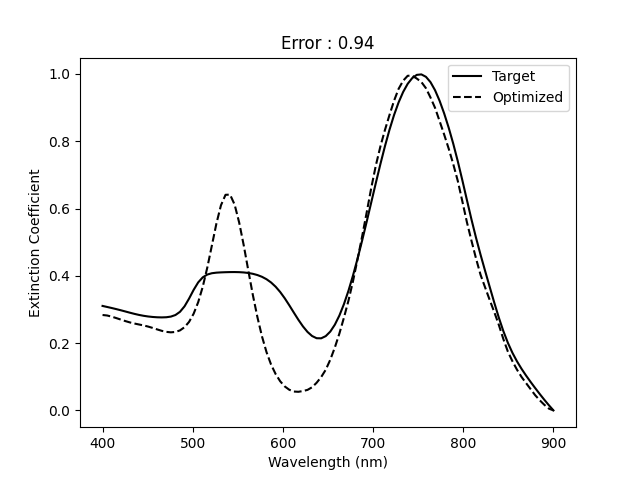 Error : 0.94
Target
Optimized
Extinction Coefficient
1.0
0.8
0.6
0.4
0.2
0.0
400 500 600 700 800 900
Wavelength (nm)